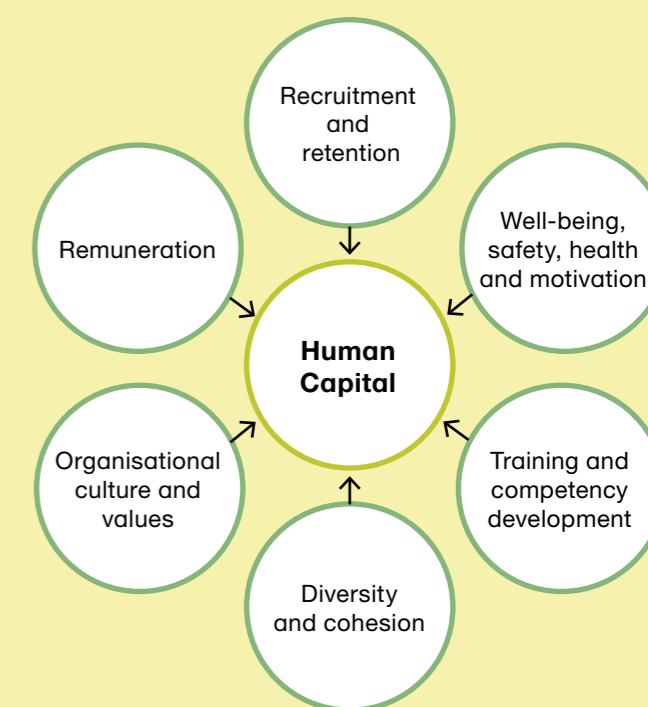 Recruitment
and
retention
Well-being,
safety, health
and motivation
Remuneration
Human
Capital
Organisational
culture and
values
Training and
competency
development
Diversity
and cohesion